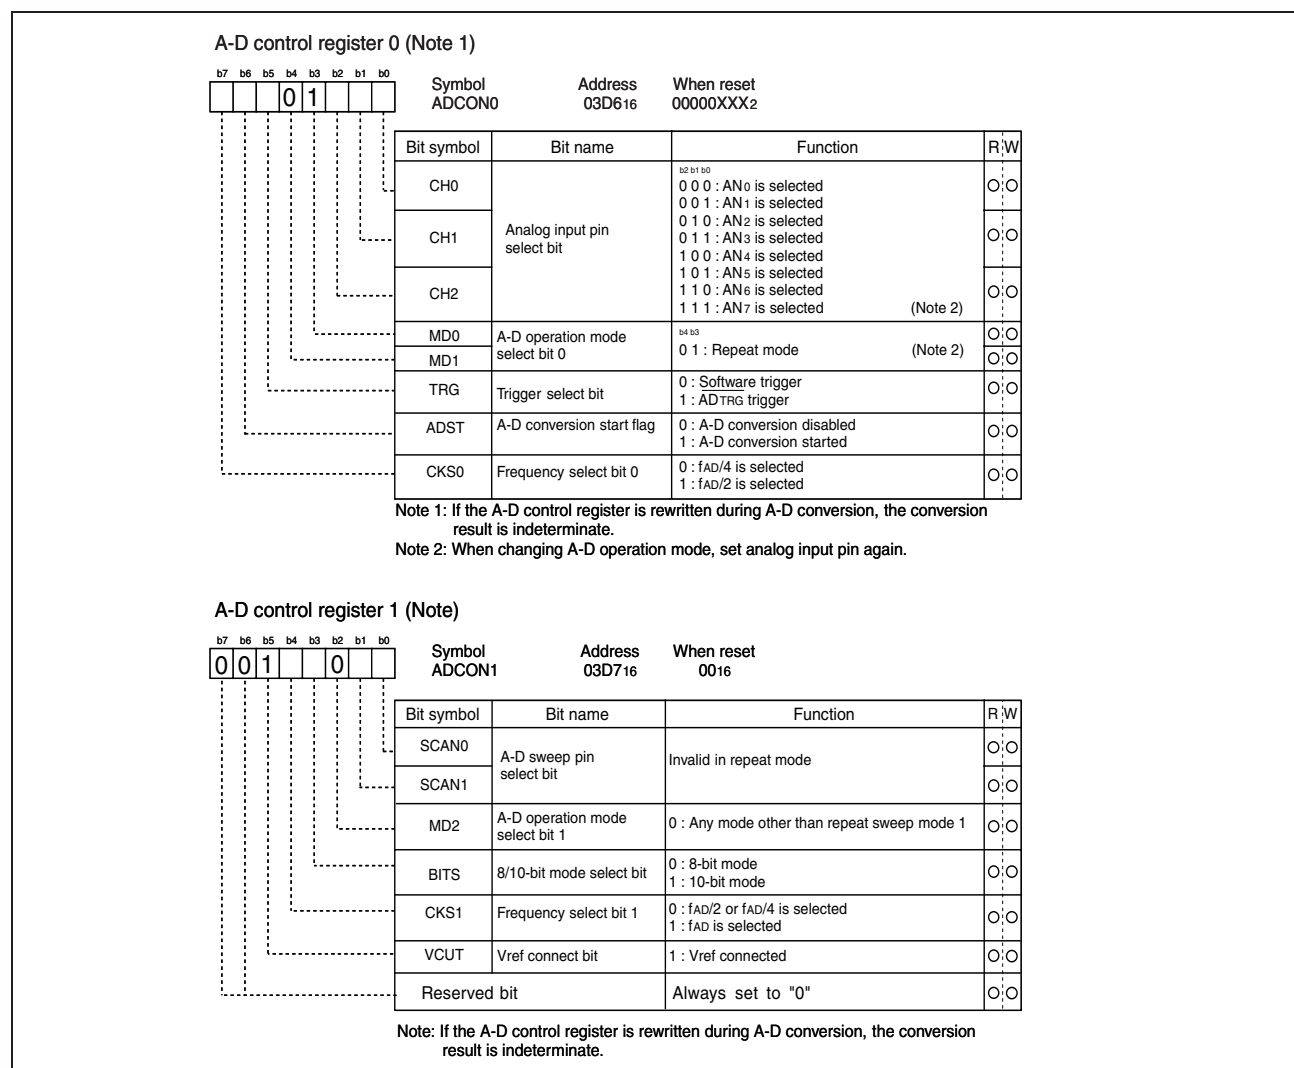 A-D control register 0 (Note 1)
b7 b6 b5 b4 b3 b2 b1 b0
0 1
Symbol Address When reset
ADCON0 03D616 00000XXX2
Bit symbol Bit name Function R W
CH0
CH1
CH2
Analog input pin
select bit
b2 b1 b0
0 0 0 : AN0 is selected
0 0 1 : AN1 is selected
0 1 0 : AN2 is selected
0 1 1 : AN3 is selected
1 0 0 : AN4 is selected
1 0 1 : AN5 is selected
1 1 0 : AN6 is selected
1 1 1 : AN7 is selected (Note 2)
MD0
MD1
A-D operation mode
select bit 0
b4 b3
0 1 : Repeat mode (Note 2)
TRG Trigger select bit
0 : Software trigger
1 : ADTRG trigger
ADST A-D conversion start flag
0 : A-D conversion disabled
1 : A-D conversion started
CKS0 Frequency select bit 0
0 : fAD/4 is selected
1 : fAD/2 is selected
Note 1: If the A-D control register is rewritten during A-D conversion, the conversion
result is indeterminate.
Note 2: When changing A-D operation mode, set analog input pin again.
A-D control register 1 (Note)
b7 b6 b5 b4 b3 b2 b1 b0
0 0 1 0
Symbol Address When reset
ADCON1 03D716 0016
Bit symbol Bit name Function R W
SCAN0
SCAN1
A-D sweep pin
select bit
Invalid in repeat mode
MD2
A-D operation mode
select bit 1
0 : Any mode other than repeat sweep mode 1
BITS 8/10-bit mode select bit
0 : 8-bit mode
1 : 10-bit mode
CKS1 Frequency select bit 1
0 : fAD/2 or fAD/4 is selected
1 : fAD is selected
VCUT Vref connect bit 1 : Vref connected
Reserved bit Always set to "0"
Note: If the A-D control register is rewritten during A-D conversion, the conversion
result is indeterminate.